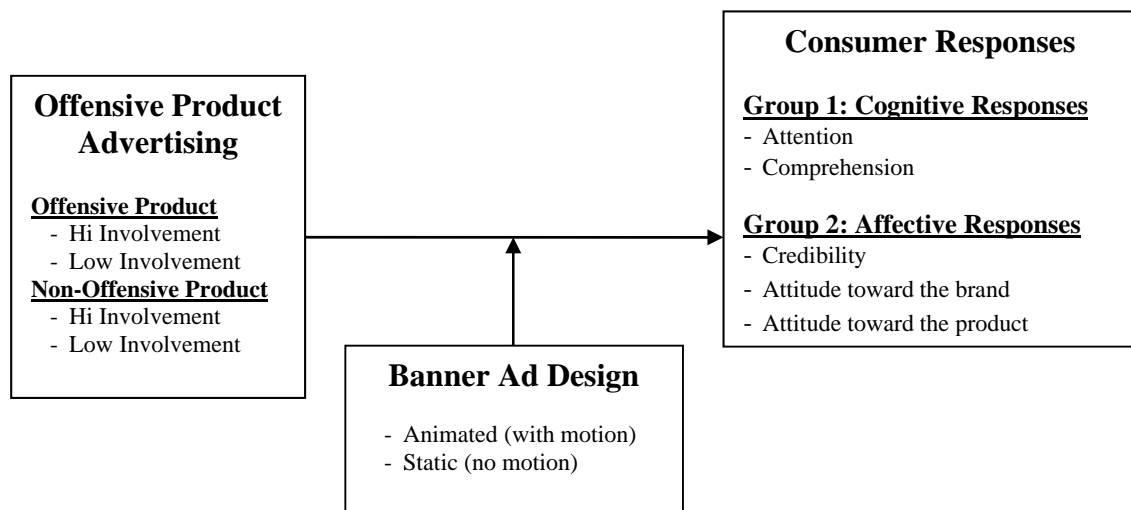 Offensive Product
Advertising
Offensive Product
- Hi Involvement
- Low Involvement
Non-Offensive Product
- Hi Involvement
- Low Involvement
Banner Ad Design
- Animated (with motion)
- Static (no motion)
Consumer Responses
Group 1: Cognitive Responses
- Attention
- Comprehension
Group 2: Affective Responses
- Credibility
- Attitude toward the brand
- Attitude toward the product